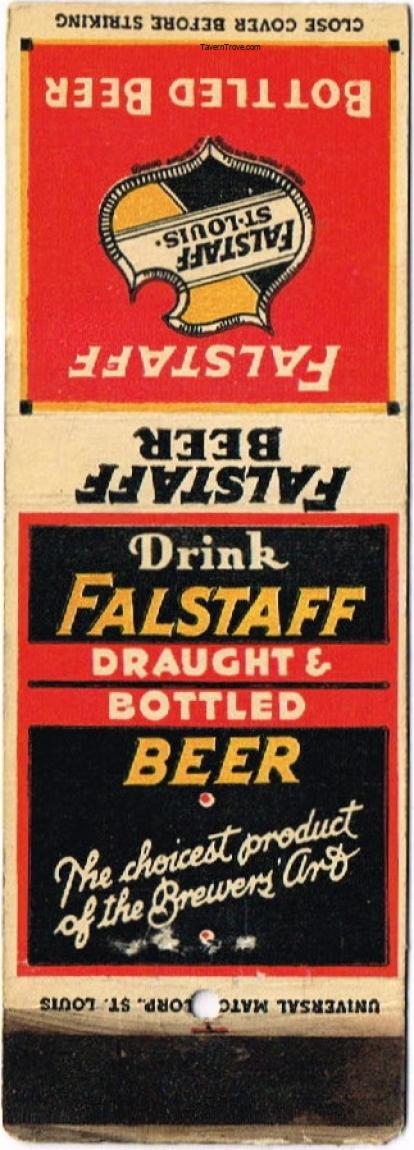 CLOSE COVER BEFORE STRIKING
TavernTrove.com
BOTTLED BEER
FALSTAFF
ST·LOUIS·
FALSTAFF
FALSTAFF
BEER
Drink
FALSTAFF
DRAUGHT &
BOTTLED
BEER
The choicest product
of the Brewers' Art
UNIVERSAL MATCH CORP., ST. LOUIS